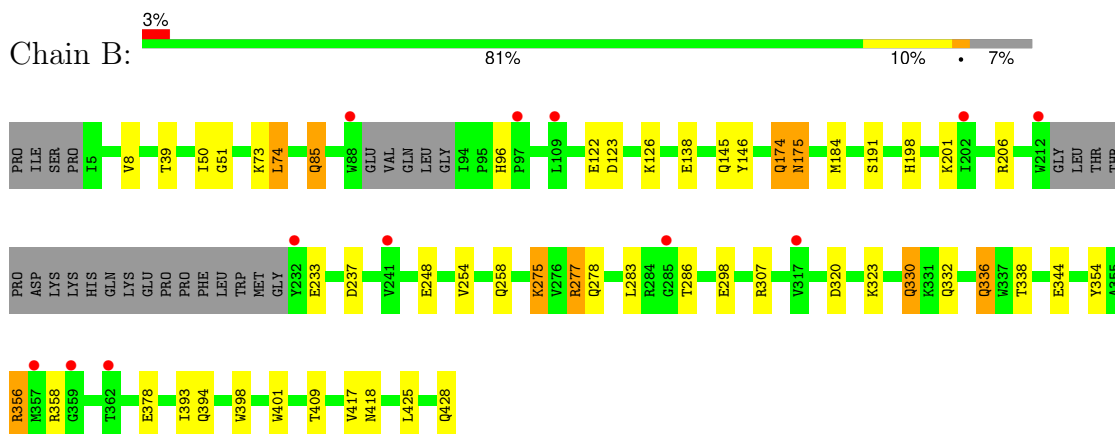 3%
Chain B:
81% 10% • 7%
PRO ILE SER PRO I5 V8 T39 I50 G51 K73 L74 Q85 W88 GLU VAL GLN LEU GLY I94 P95 H96 P97 L109 E122 D123 K126 E138 Q145 Y146 Q174 N175 M184 S191 H198 K201 I202 R206 W212 GLY LEU THR THR
PRO ASP LYS LYS HIS GLN LYS GLU PRO PRO PHE LEU TRP MET GLY Y232 E233 D237 V241 E248 V254 Q258 K275 V276 R277 Q278 L283 R284 G285 T286 E298 R307 V317 D320 K323 Q330 K331 Q332 Q336 W337 T338 E344 Y354 A355
R356 M357 R358 G359 T362 E378 I393 Q394 W398 W401 T409 V417 N418 L425 Q428